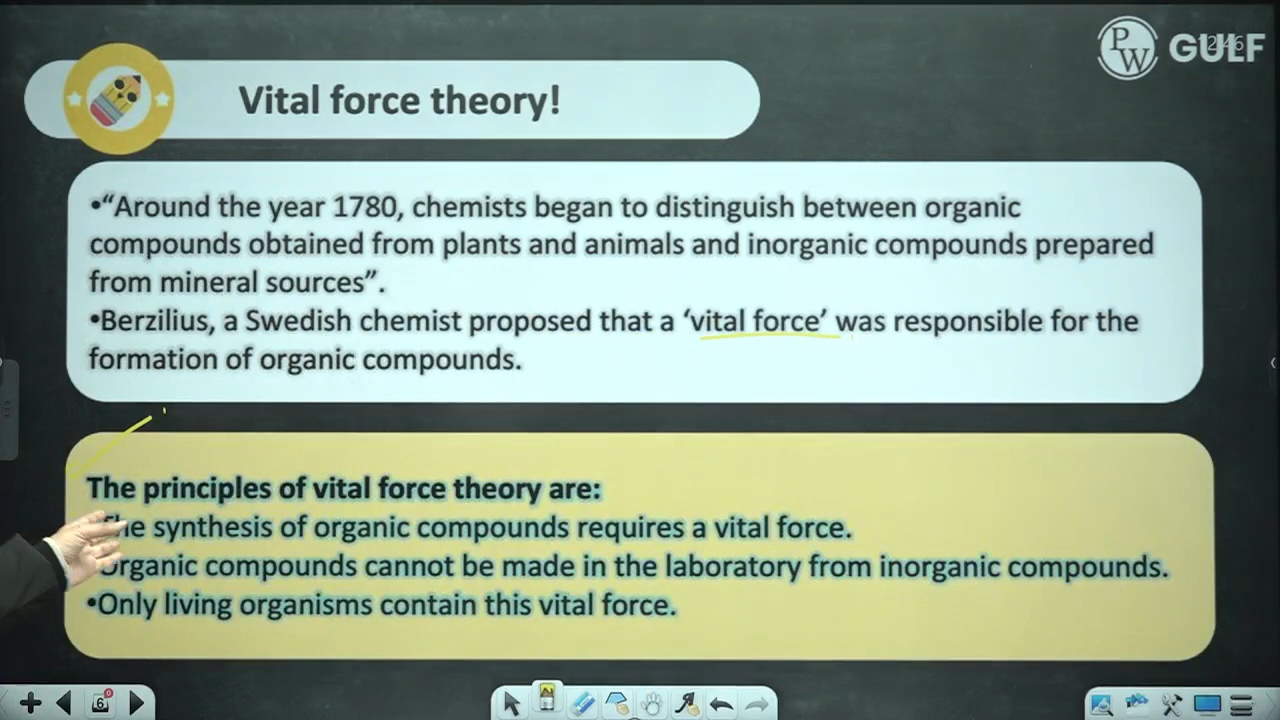 PW GULF
Vital force theory!
•“Around the year 1780, chemists began to distinguish between organic
compounds obtained from plants and animals and inorganic compounds prepared
from mineral sources”.
•Berzilius, a Swedish chemist proposed that a ‘vital force’ was responsible for the
formation of organic compounds.
The principles of vital force theory are:
The synthesis of organic compounds requires a vital force.
Organic compounds cannot be made in the laboratory from inorganic compounds.
•Only living organisms contain this vital force.
6